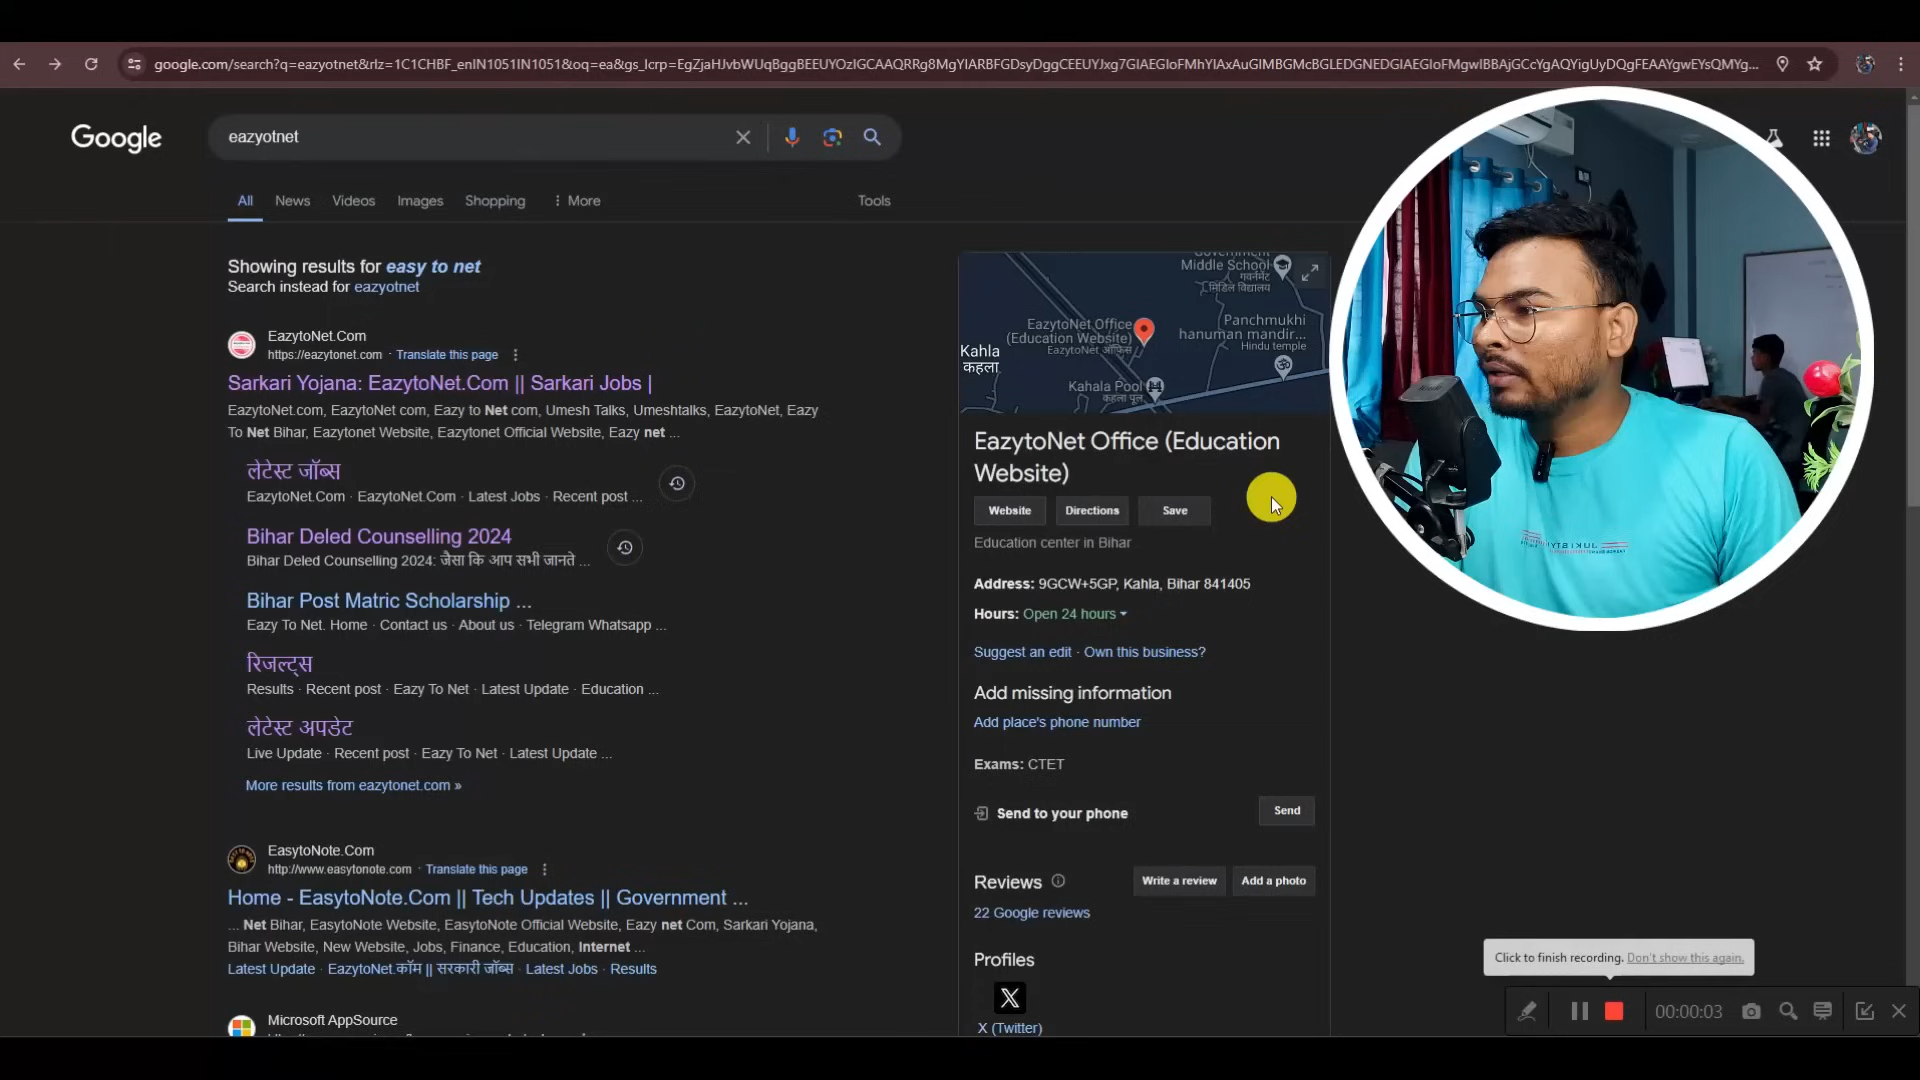 google.com/search?q=eazyotnet&rlz=1C1CHBF_enIN1051IN1051&oq=ea&gs_lcrp=
Google
eazyotnet
All News Videos Images Shopping More Tools
Showing results for easy to net
Search instead for eazyotnet
EazytoNet.Com
https://eazytonet.com · Translate this page
Sarkari Yojana: EazytoNet.Com || Sarkari Jobs |
EazytoNet.com, EazytoNet com, Easy to Net com, Umesh Talks, Umeshtalks, EazytoNet, Eazy
To Net Bihar, Eazytonet Website, Eazytonet Official Website, Eazy net ...
लेटेस्ट जॉब्स
EazytoNet.Com · EazytoNet.Com · Latest Jobs · Recent post ...
Bihar Deled Counselling 2024
Bihar Deled Counselling 2024: जैसा कि आप सभी जानते ...
Bihar Post Matric Scholarship ...
Eazy To Net. Home · Contact us · About us · Telegram Whatsapp ...
रिजल्ट्स
Results · Recent post · Eazy To Net · Latest Update · Education ...
लेटेस्ट अपडेट
Live Update · Recent post · Eazy To Net · Latest Update ...
More results from eazytonet.com »
EasytoNote.Com
http://www.easytonote.com · Translate this page
Home - EasytoNote.Com || Tech Updates || Government ...
... Net Bihar, EasytoNote Website, EasytoNote Official Website, Eazy net Com, Sarkari Yojana,
Bihar Website, New Website, Jobs, Finance, Education, Internet ...
Latest Update · EazytoNet.कॉम || सरकारी जॉब्स · Latest Jobs · Results
Microsoft AppSource
Government
Middle School
गवर्नमेंट
मिडिल विद्यालय
EazytoNet Office
(Education Website)
EazytoNet ऑफिस
Panchmukhi
hanuman mandir...
Hindu temple
Kahla
कहला
Kahala Pool
कहला पूल
EazytoNet Office (Education
Website)
Website Directions Save
Education center in Bihar
Address: 9GCW+5GP, Kahla, Bihar 841405
Hours: Open 24 hours
Suggest an edit · Own this business?
Add missing information
Add place's phone number
Exams: CTET
Send to your phone Send
Reviews Write a review Add a photo
22 Google reviews
Profiles
X (Twitter)
Click to finish recording. Don't show this again.
00:00:03